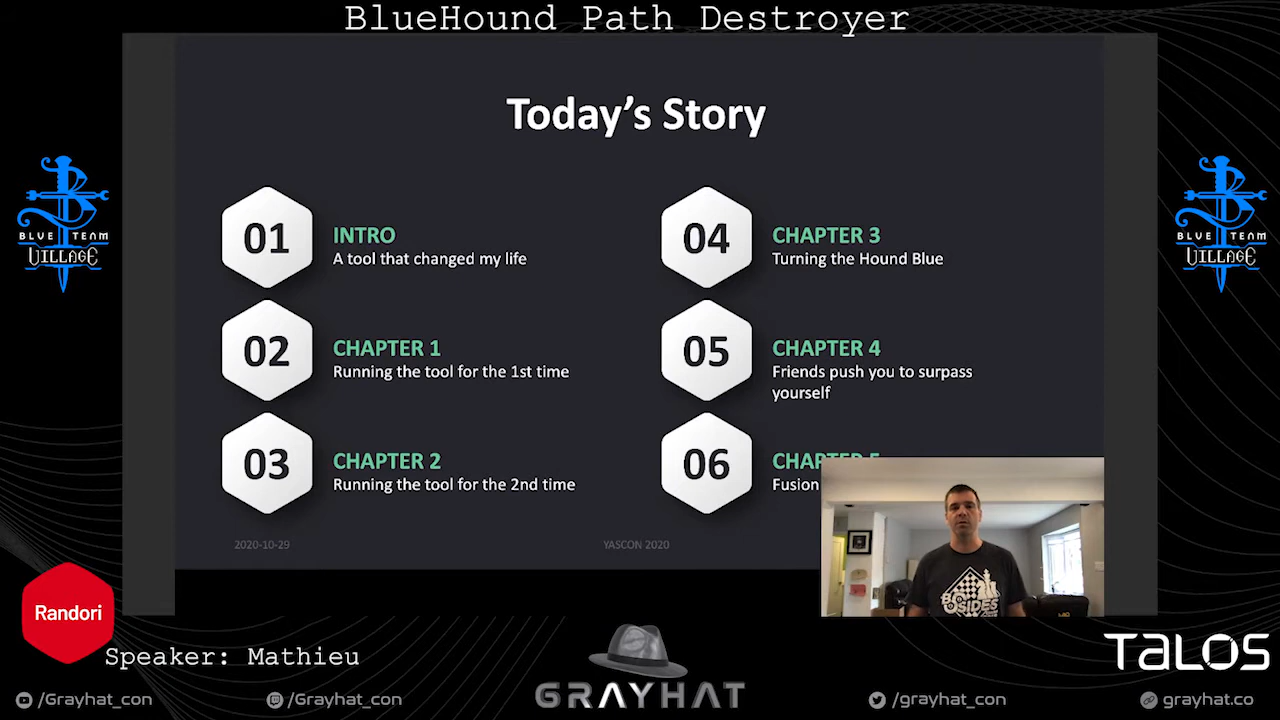 BlueHound Path Destroyer
Today's Story
01
INTRO
A tool that changed my life
02
CHAPTER 1
Running the tool for the 1st time
03
CHAPTER 2
Running the tool for the 2nd time
04
CHAPTER 3
Turning the Hound Blue
05
CHAPTER 4
Friends push you to surpass
yourself
06
Fusion
2020-10-29
YASCON 2020
BLUE TEAM
VILLAGE
BLUE TEAM
VILLAGE
BSIDES
Randori
Speaker: Mathieu
GRAYHAT
TALOS
/Grayhat_con
/Grayhat_con
/grayhat_con
grayhat.co